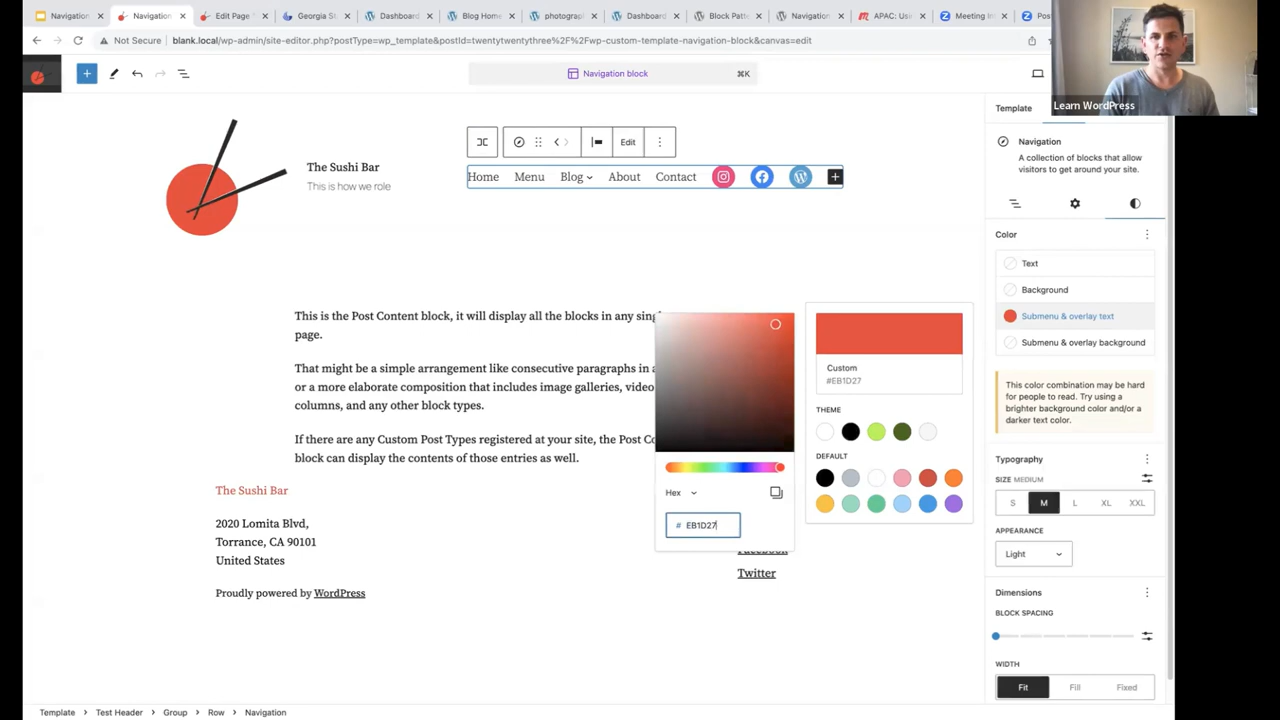 Navigation
Navigation
Edit Page
Georgia St
Dashboard
Blog Home
photograp
Dashboard
Block Patt
Navigation
APAC: Usa
Meeting In
Pos
Not Secure
blank.local/wp-admin/site-editor.php?postType=wp_template&postId=twentytwentythree%2F%2Fwp-custom-template-navigation-block&canvas=edit
Learn WordPress
Navigation block
⌘K
Template
The Sushi Bar
This is how we role
Edit
Home Menu Blog About Contact
Navigation
A collection of blocks that allow
visitors to get around your site.
Color
Text
Background
Submenu & overlay text
Submenu & overlay background
This color combination may be hard
for people to read. Try using a
brighter background color and/or a
darker text color.
Typography
SIZE MEDIUM
S M L XL XXL
APPEARANCE
Light
Dimensions
BLOCK SPACING
WIDTH
Fit Fill Fixed
This is the Post Content block, it will display all the blocks in any sing
page.
That might be a simple arrangement like consecutive paragraphs in a
or a more elaborate composition that includes image galleries, video
columns, and any other block types.
If there are any Custom Post Types registered at your site, the Post Co
block can display the contents of those entries as well.
Custom
#EB1D27
THEME
DEFAULT
Hex
# EB1D27
The Sushi Bar
2020 Lomita Blvd,
Torrance, CA 90101
United States
Proudly powered by WordPress
Facebook
Twitter
Template Test Header Group Row Navigation